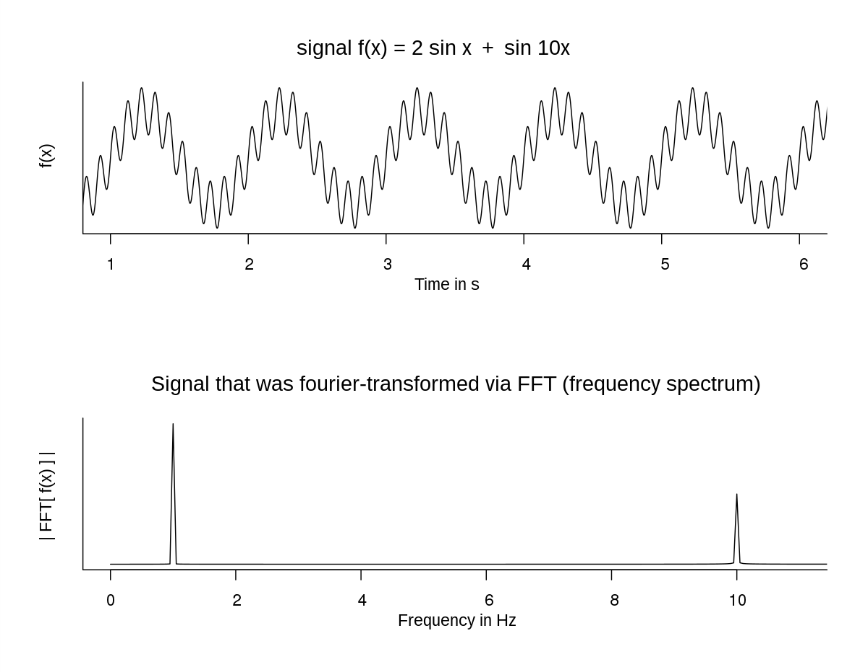 signal f(x) = 2 sin x + sin 10x
f(x)
1 2 3 4 5 6
Time in s
Signal that was fourier-transformed via FFT (frequency spectrum)
| FFT[ f(x) ] |
0 2 4 6 8 10
Frequency in Hz